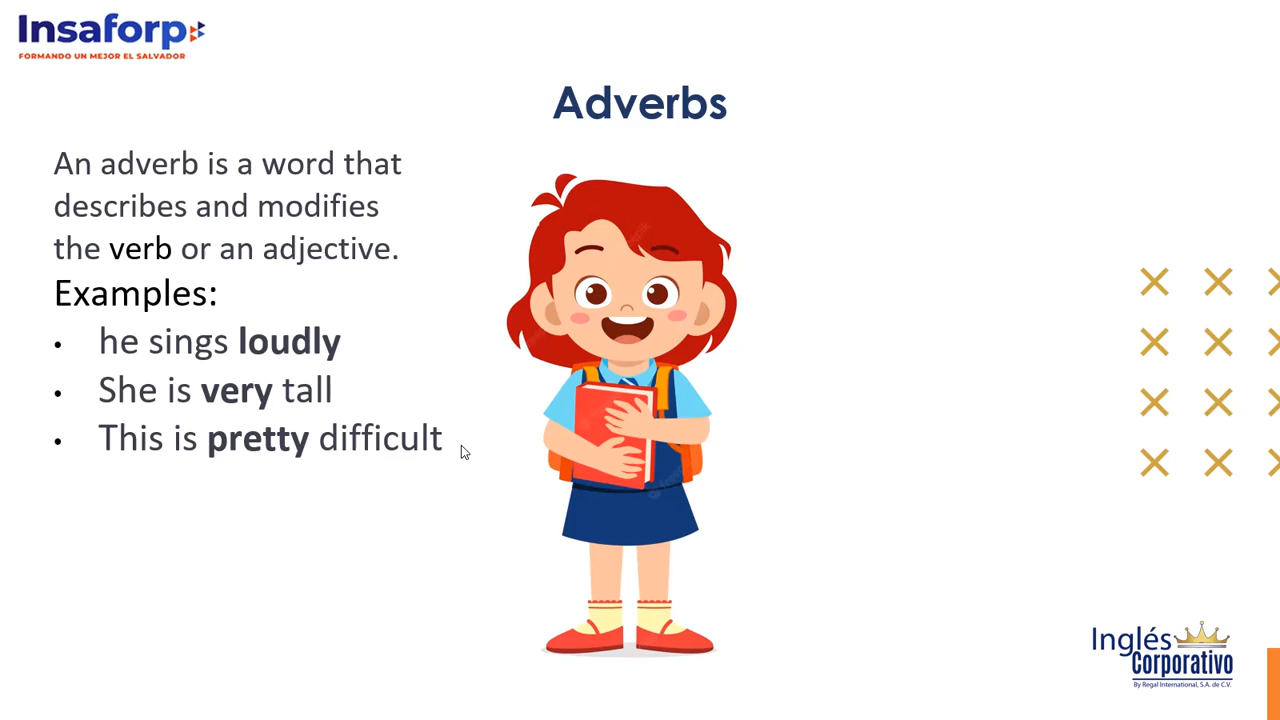 Insaforp
FORMANDO UN MEJOR EL SALVADOR
Adverbs
An adverb is a word that
describes and modifies
the verb or an adjective.
Examples:
• he sings loudly
• She is very tall
• This is pretty difficult
Inglés
Corporativo
By Regal International, S.A. de C.V.